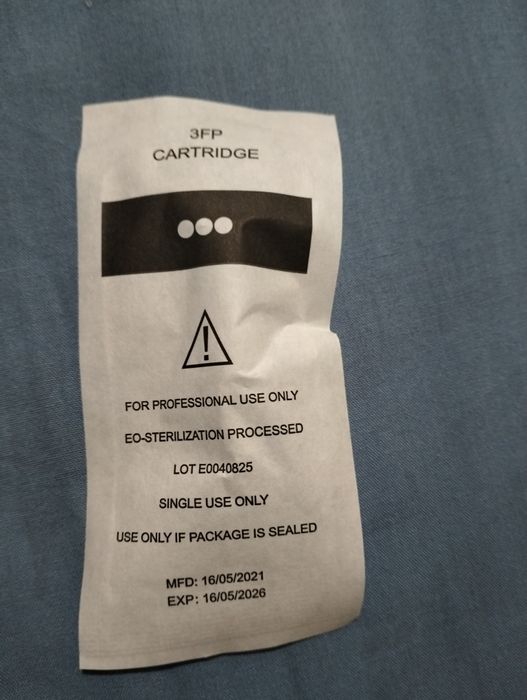 3FP
CARTRIDGE
!
FOR PROFESSIONAL USE ONLY
EO-STERILIZATION PROCESSED
LOT E0040825
SINGLE USE ONLY
USE ONLY IF PACKAGE IS SEALED
MFD: 16/05/2021
EXP: 16/05/2026